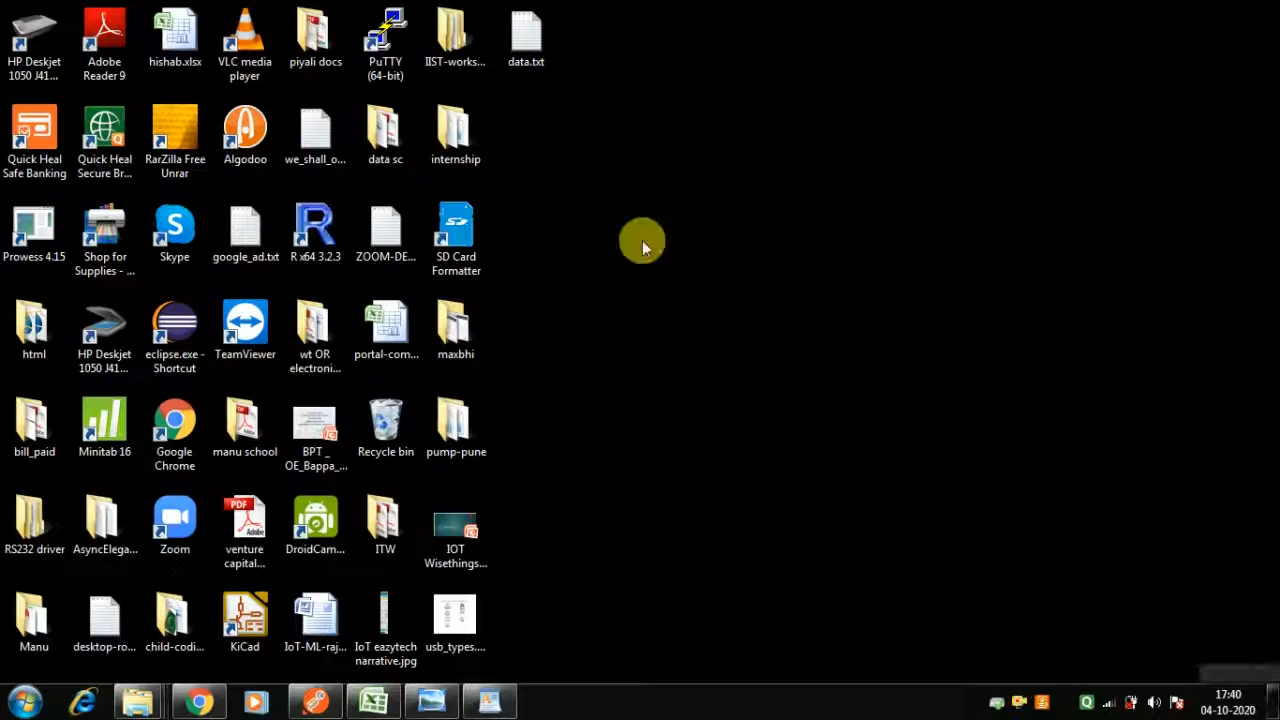 HP Deskjet
1050 J41...
Adobe
Reader 9
hishab.xlsx
VLC media
player
piyali docs
PuTTY
(64-bit)
IIST-works...
data.txt
Quick Heal
Safe Banking
Quick Heal
Secure Br...
RarZilla Free
Unrar
Algodoo
we_shall_o...
data sc
internship
Prowess 4.15
Shop for
Supplies - ...
Skype
google_ad.txt
R x64 3.2.3
ZOOM-DE...
SD Card
Formatter
html
HP Deskjet
1050 J41...
eclipse.exe -
Shortcut
TeamViewer
wt OR
electroni...
portal-com...
maxbhi
bill_paid
Minitab 16
Google
Chrome
manu school
BPT _
OE_Bappa_...
Recycle bin
pump-pune
RS232 driver
AsyncElega...
Zoom
PDF
Adobe
venture
capital...
DroidCam...
ITW
IOT
Wisethings...
Manu
desktop-ro...
child-codi...
KiCad
IoT-ML-raj...
IoT eazytech
narrative.jpg
usb_types....
17:40
04-10-2020